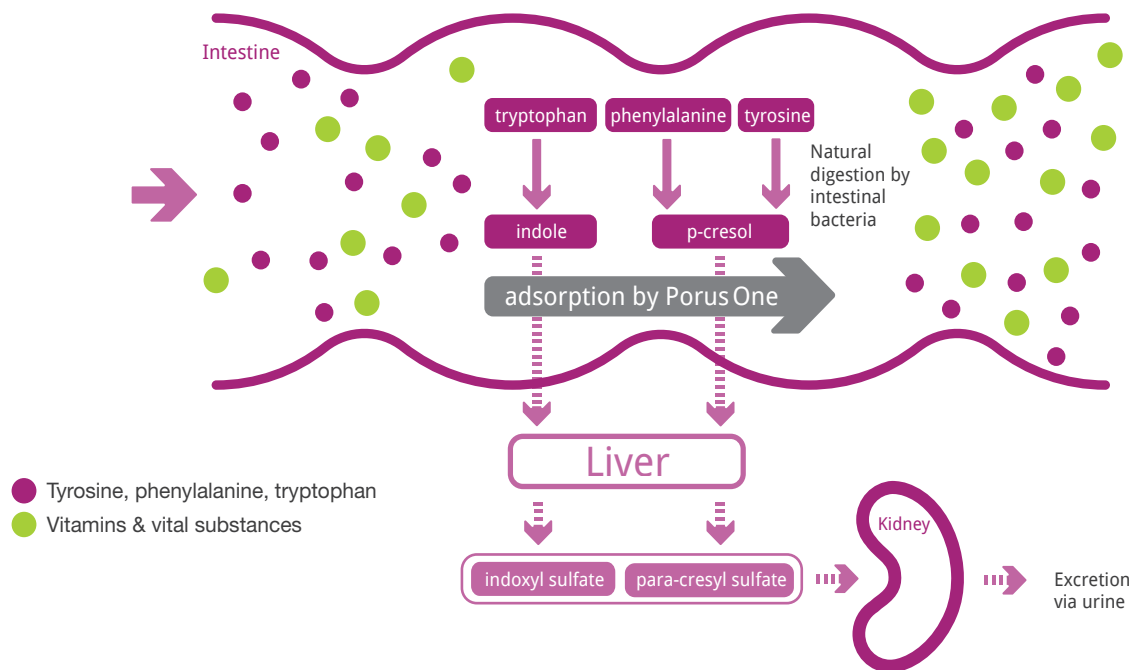 Intestine
tryptophan
phenylalanine
tyrosine
Natural
digestion by
intestinal
bacteria
indole
p-cresol
adsorption by Porus One
Liver
Tyrosine, phenylalanine, tryptophan
Vitamins & vital substances
Kidney
indoxyl sulfate
para-cresyl sulfate
Excretion
via urine